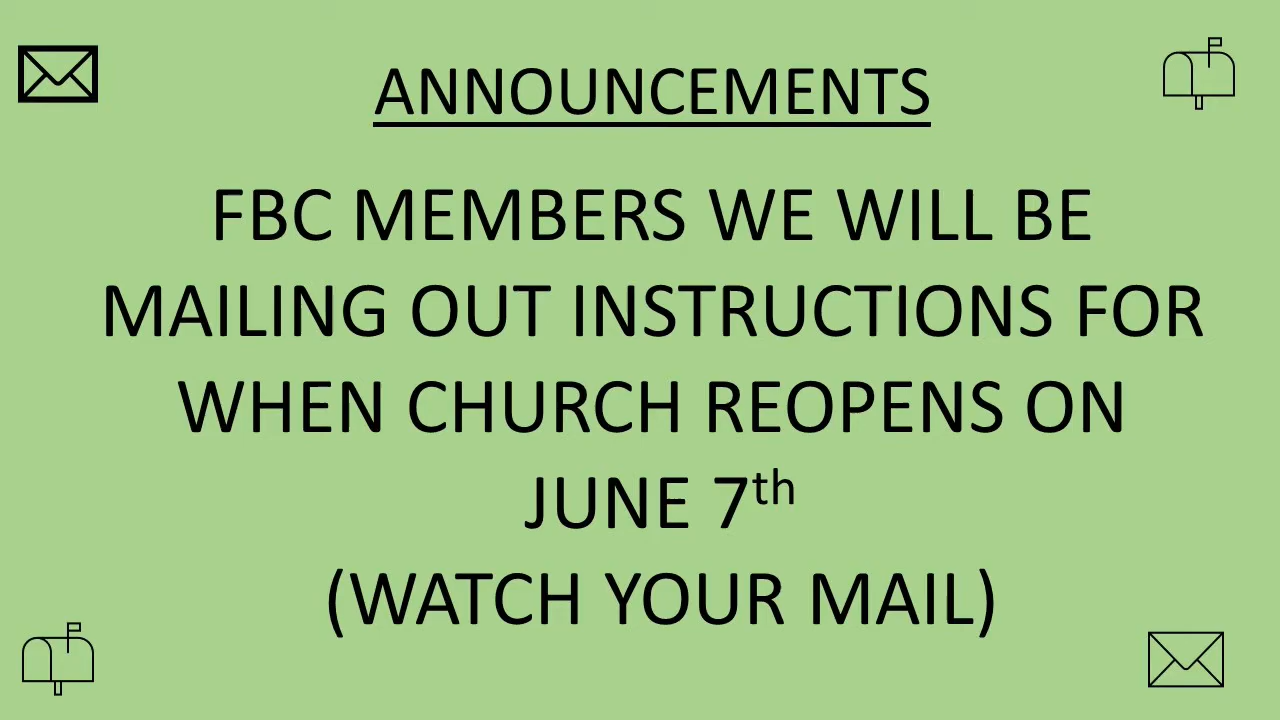 ANNOUNCEMENTS
FBC MEMBERS WE WILL BE
MAILING OUT INSTRUCTIONS FOR
WHEN CHURCH REOPENS ON
JUNE 7th
(WATCH YOUR MAIL)